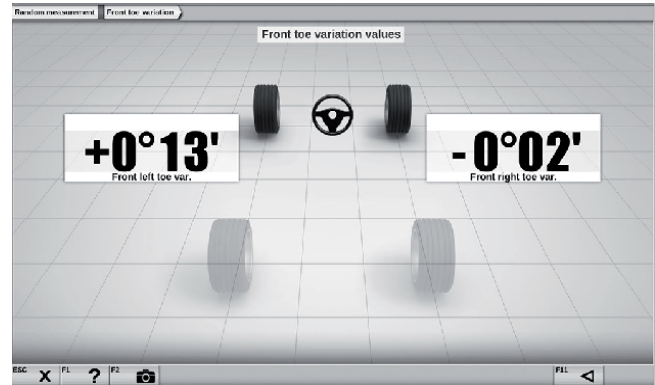 Random measurement Front toe variation
Front toe variation values
+0°13'
Front left toe var.
- 0°02'
Front right toe var.
ESC X F1 ? F2 F11